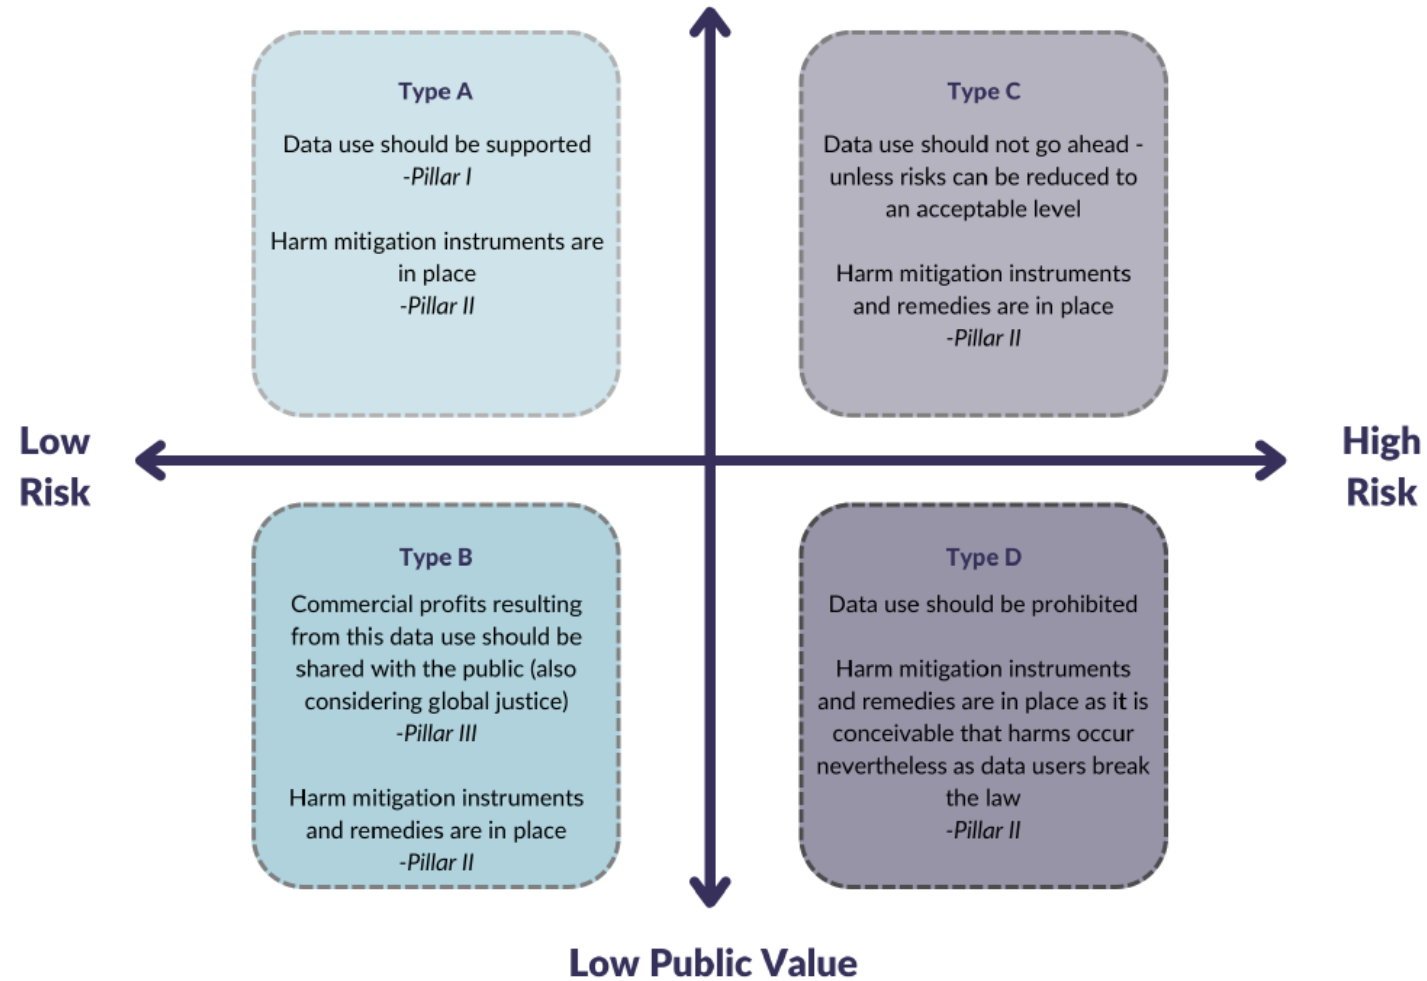 Type A
Data use should be supported
-Pillar I
Harm mitigation instruments are
in place
-Pillar II
Type C
Data use should not go ahead -
unless risks can be reduced to
an acceptable level
Harm mitigation instruments
and remedies are in place
-Pillar II
Low
Risk
High
Risk
Type B
Commercial profits resulting
from this data use should be
shared with the public (also
considering global justice)
-Pillar III
Harm mitigation instruments
and remedies are in place
-Pillar II
Type D
Data use should be prohibited
Harm mitigation instruments
and remedies are in place as it is
conceivable that harms occur
nevertheless as data users break
the law
-Pillar II
Low Public Value